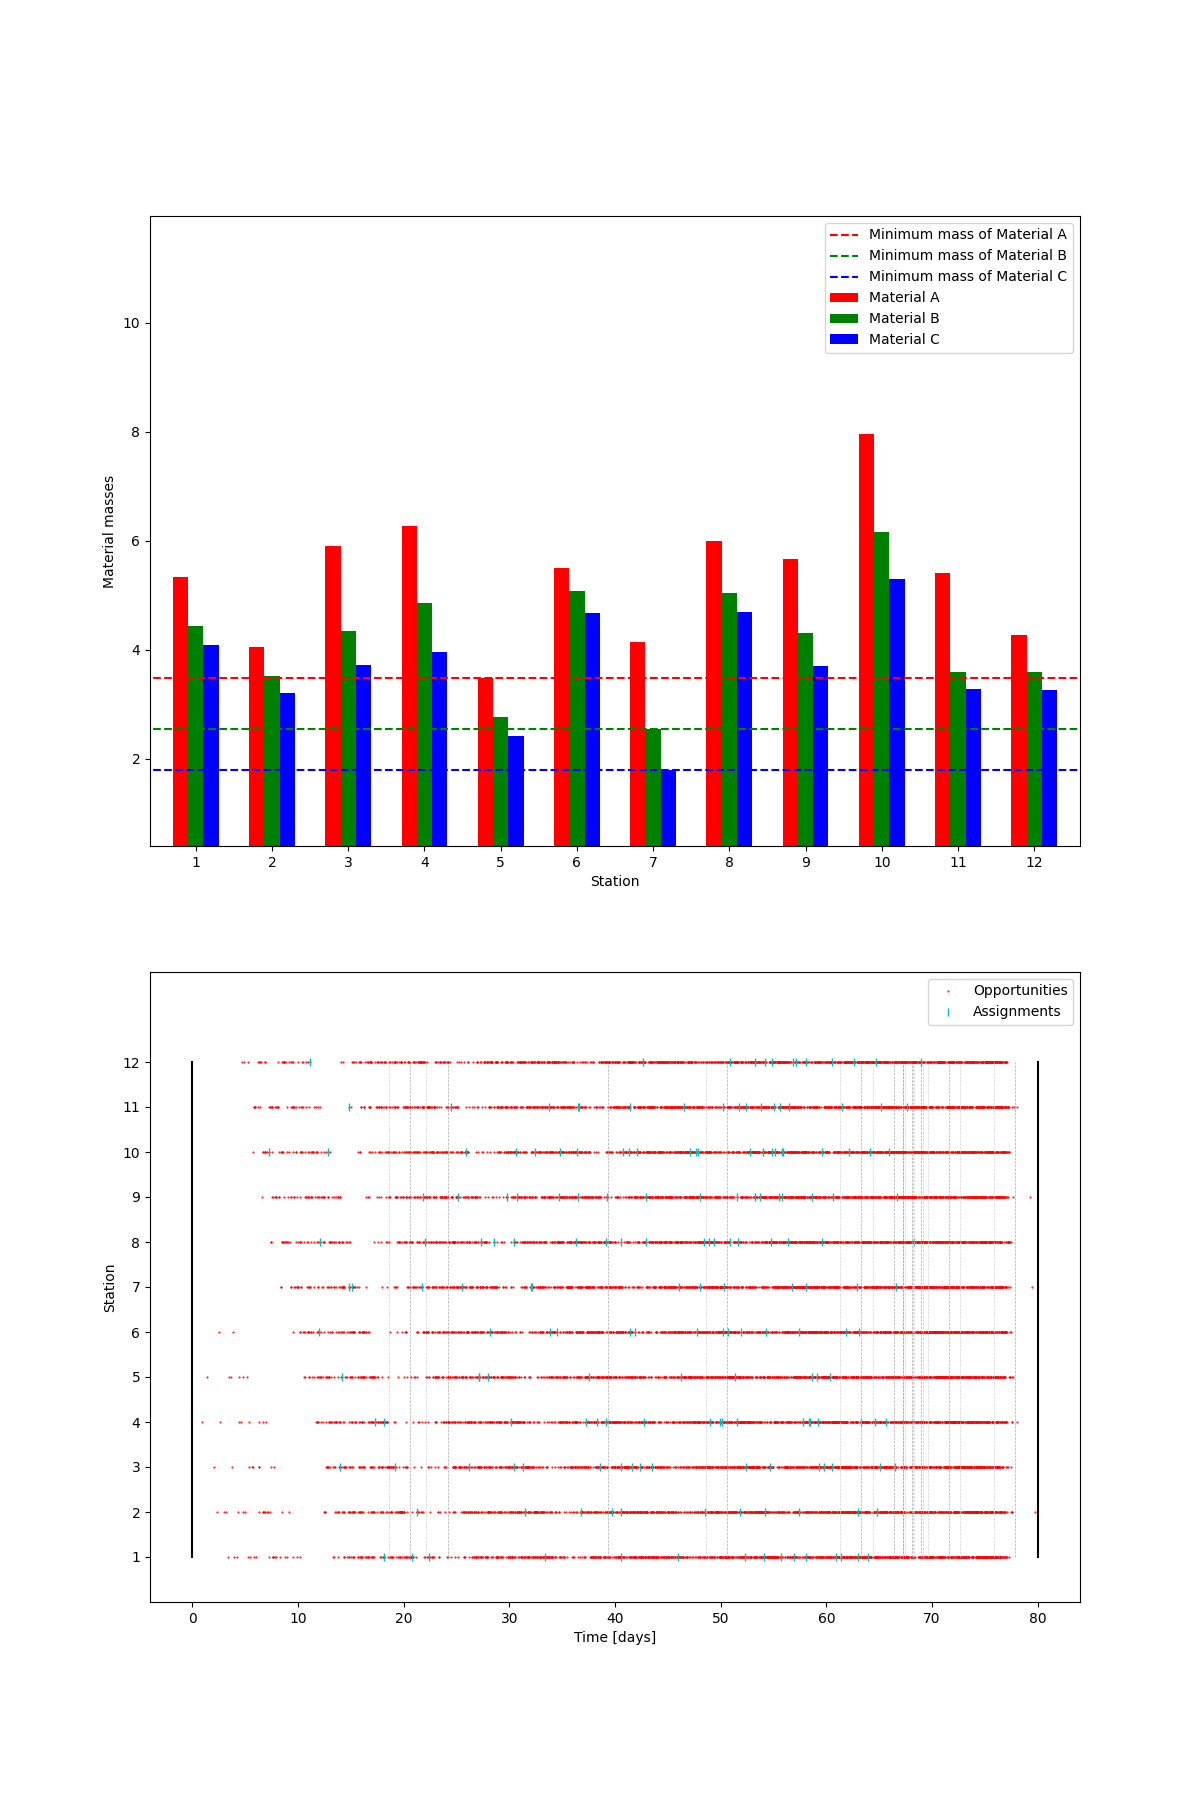 Minimum mass of Material A
Minimum mass of Material B
Minimum mass of Material C
Material A
Material B
Material C
10
8
6
4
2
Material masses
1 2 3 4 5 6 7 8 9 10 11 12
Station
Opportunities
Assignments
12
11
10
9
8
7
6
5
4
3
2
1
Station
0 10 20 30 40 50 60 70 80
Time [days]